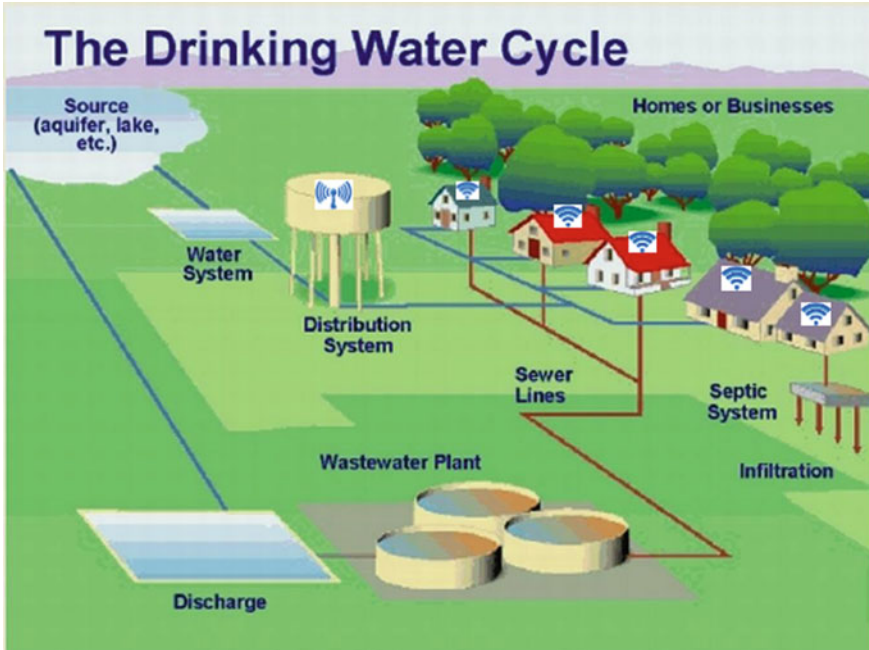 The Drinking Water Cycle
Source
(aquifer, lake,
etc.)
Homes or Businesses
Water
System
Distribution
System
Sewer
Lines
Septic
System
Wastewater Plant
Infiltration
Discharge